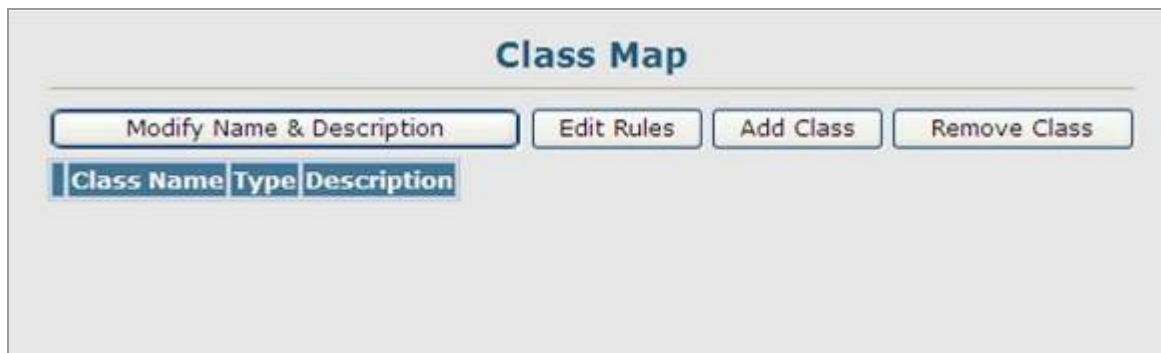 Class Map
Modify Name & Description Edit Rules Add Class Remove Class
Class Name Type Description